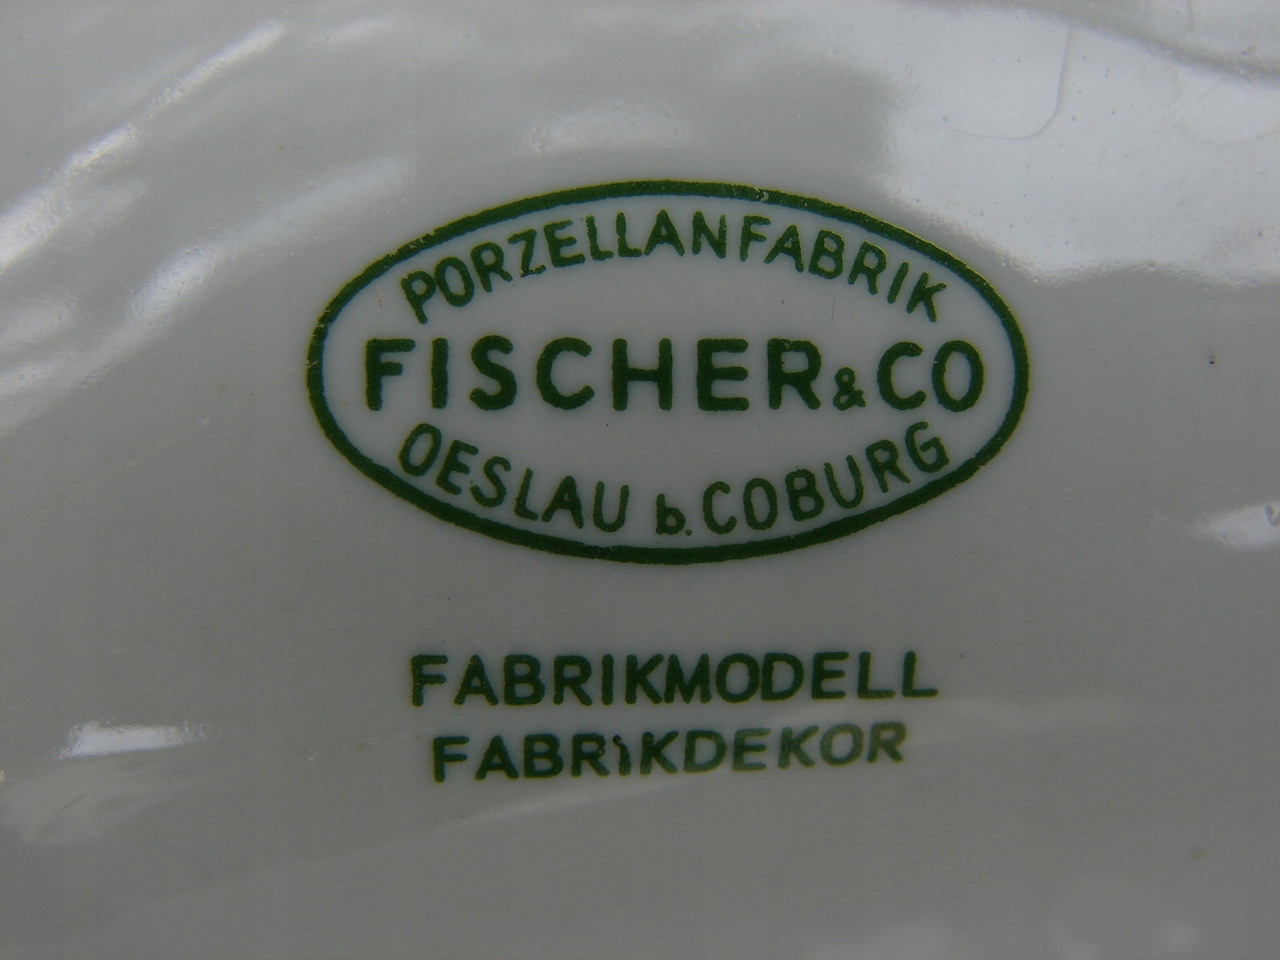 PORZELLANFABRIK
FISCHER & CO
OESLAU b. COBURG
FABRIKMODELL
FABRIKDEKOR